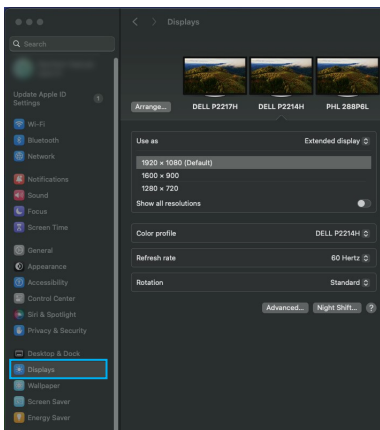 Displays
Search
Update Apple ID
Settings
1
Wi-Fi
Bluetooth
Network
Notifications
Sound
Focus
Screen Time
General
Appearance
Accessibility
Control Center
Siri & Spotlight
Privacy & Security
Desktop & Dock
Displays
Wallpaper
Screen Saver
Energy Saver
Arrange...
DELL P2217H
DELL P2214H
PHL 288P6L
Use as
Extended display
1920 × 1080 (Default)
1600 × 900
1280 × 720
Show all resolutions
Color profile
DELL P2214H
Refresh rate
60 Hertz
Rotation
Standard
Advanced...
Night Shift...
?